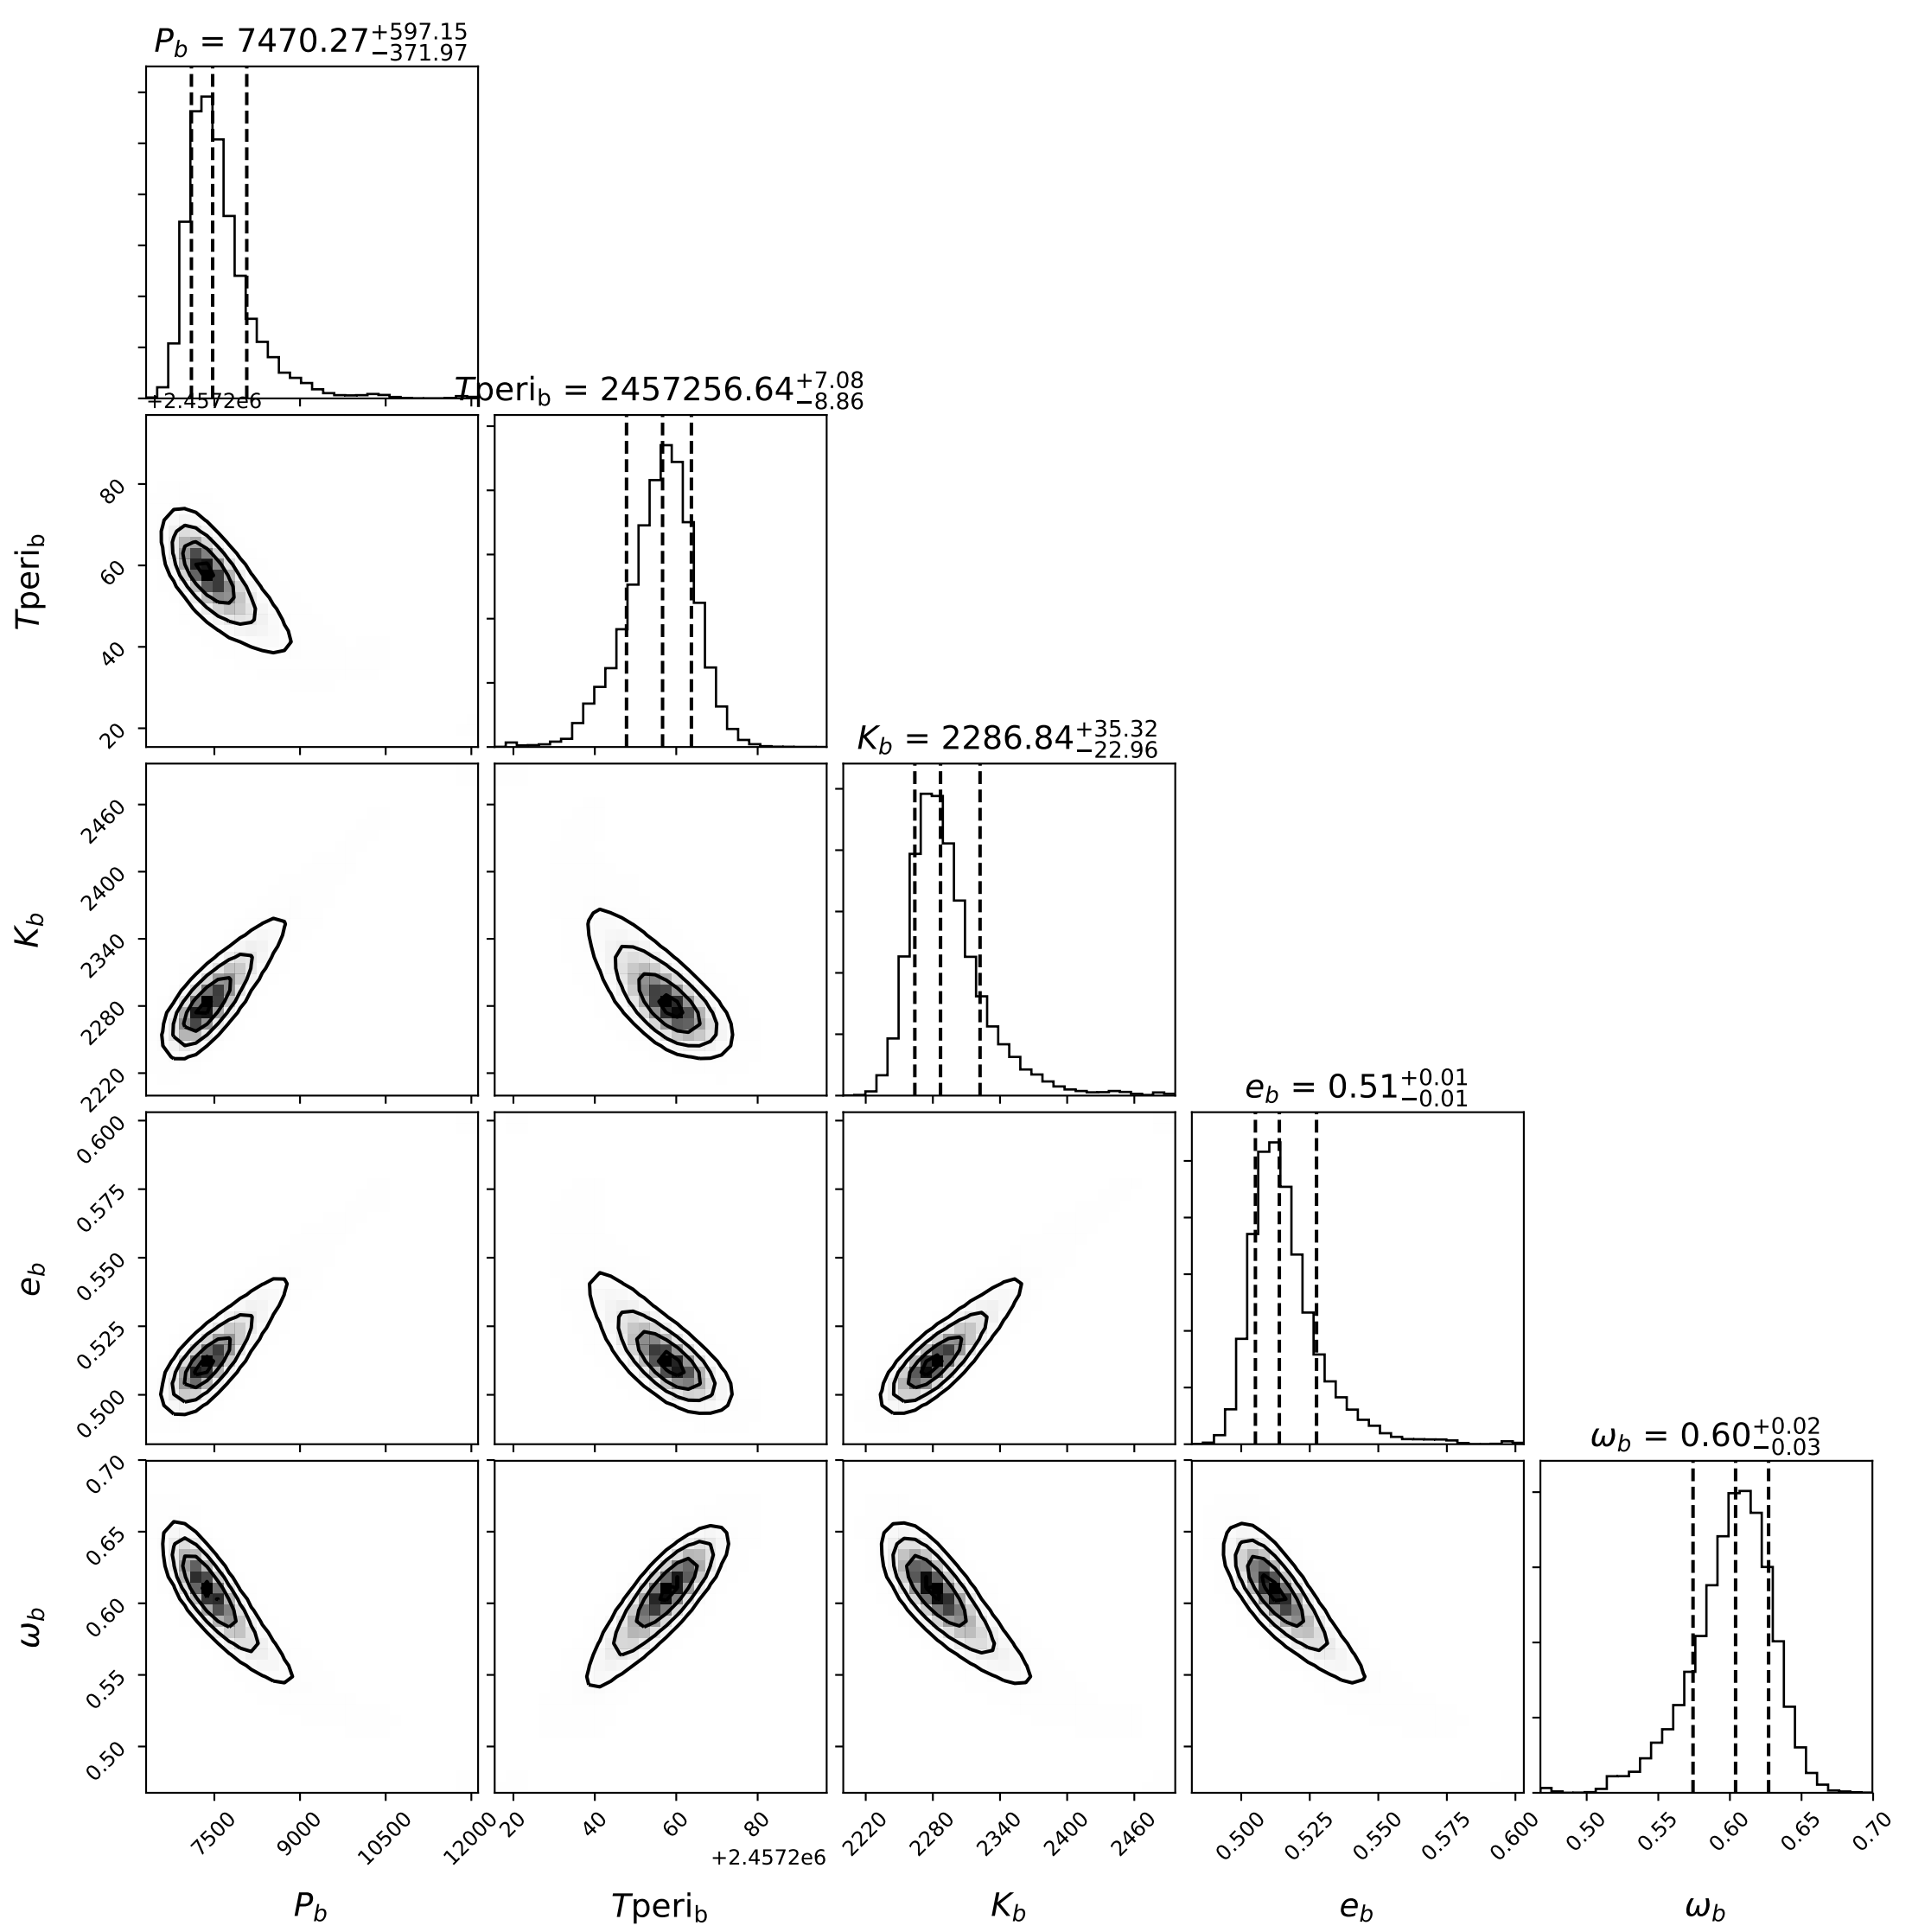 P_b = 7470.27 +597.15 −371.97
+2.4572e6
Tperi_b = 2457256.64 +7.08 −8.86
80
60
40
20
Tperi_b
K_b = 2286.84 +35.32 −22.96
2460
2400
2340
2280
2220
K_b
e_b = 0.51 +0.01 −0.01
0.600
0.575
0.550
0.525
0.500
e_b
ω_b = 0.60 +0.02 −0.03
0.70
0.65
0.60
0.55
0.50
ω_b
7500 9000 10500 12000 20 40 60 80 2220 2280 2340 2400 2460 0.500 0.525 0.550 0.575 0.600 0.50 0.55 0.60 0.65 0.70
+2.4572e6
P_b Tperi_b K_b e_b ω_b